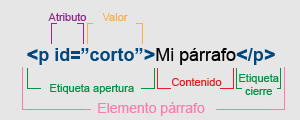 Atributo Valor
<p id=”corto”>Mi párrafo</p>
Etiqueta apertura Contenido Etiqueta cierre
Elemento párrafo